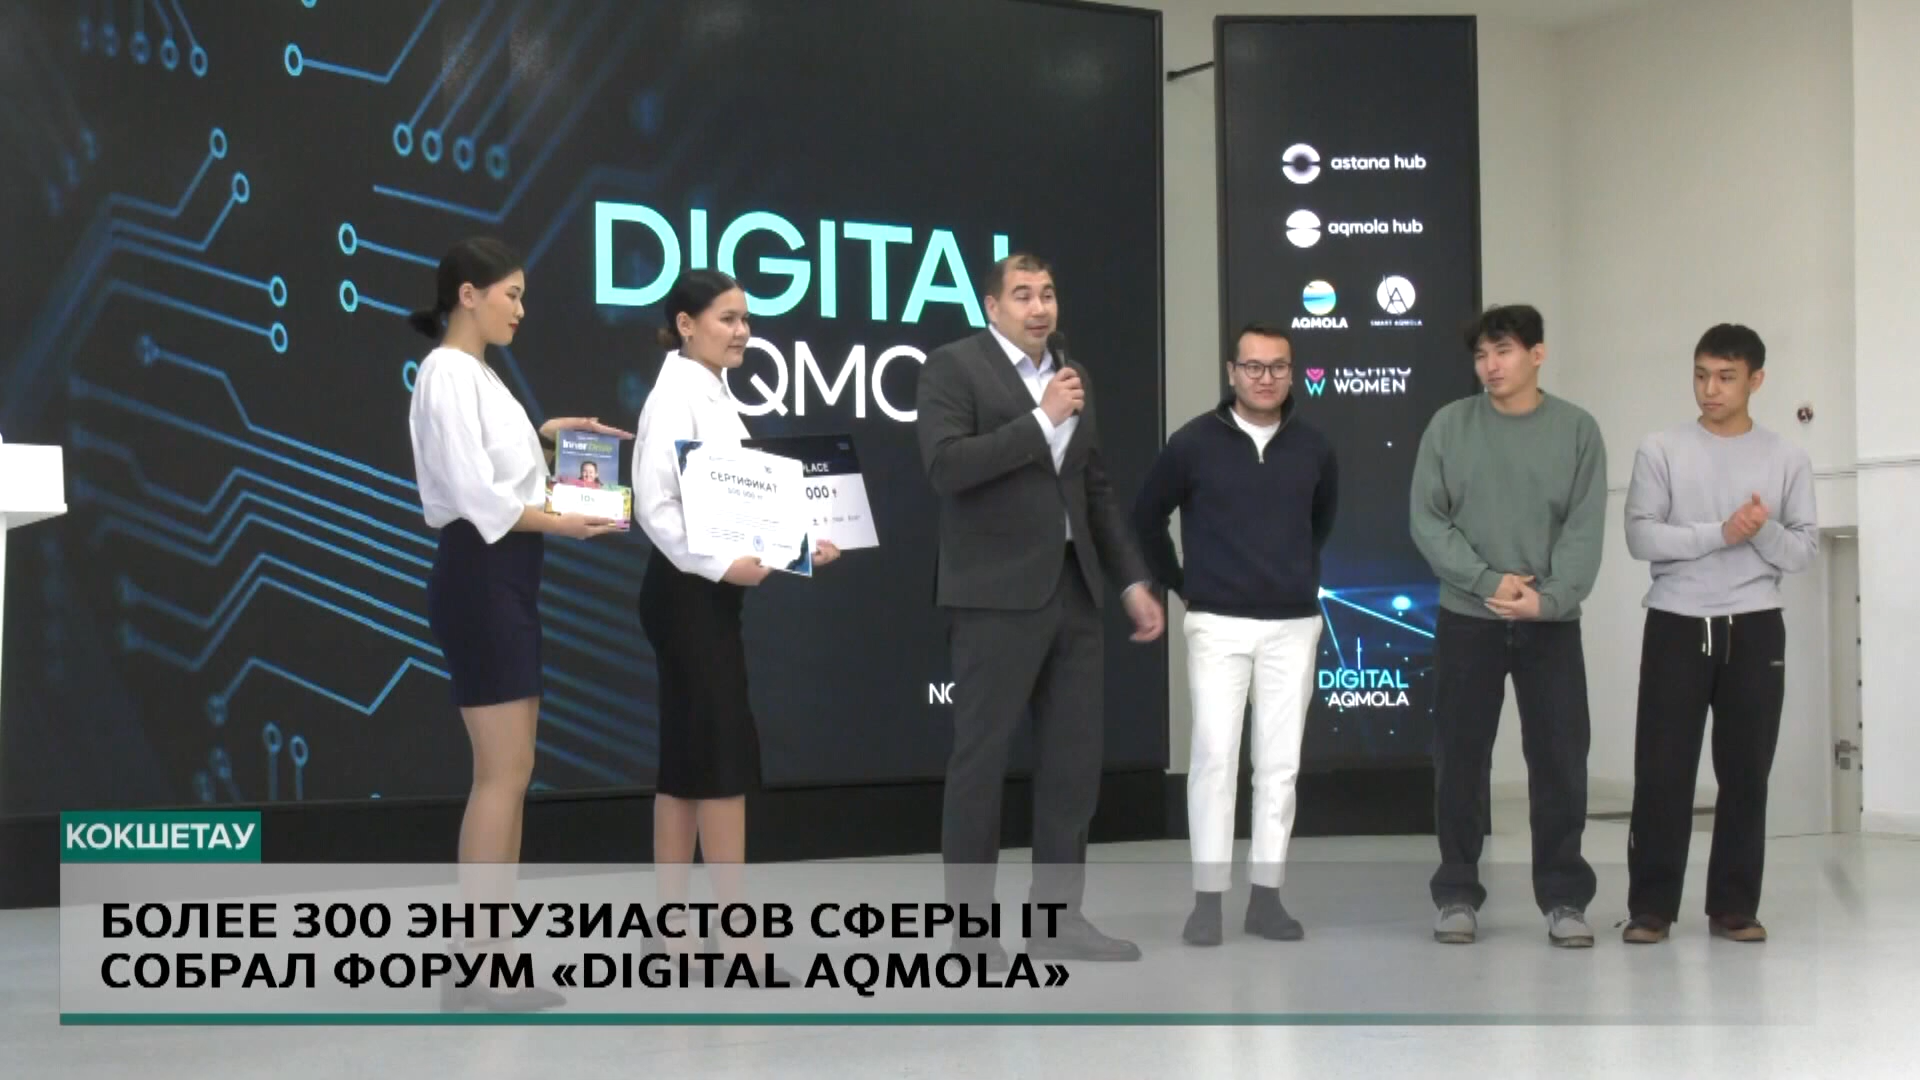 DIGITAL
astana hub
aqmola hub
AQMOLA
SMART AQMOLA
TECHNO
WOMEN
СЕРТИФИКАТ
PLACE
000 ₸
DIGITAL
AQMOLA
КОКШЕТАУ
БОЛЕЕ 300 ЭНТУЗИАСТОВ СФЕРЫ IT
СОБРАЛ ФОРУМ «DIGITAL AQMOLA»